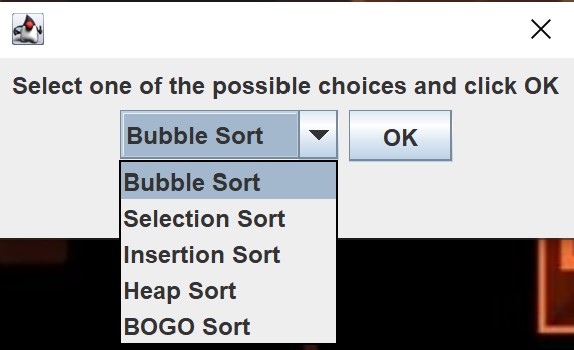 Select one of the possible choices and click OK
Bubble Sort
OK
Bubble Sort
Selection Sort
Insertion Sort
Heap Sort
BOGO Sort